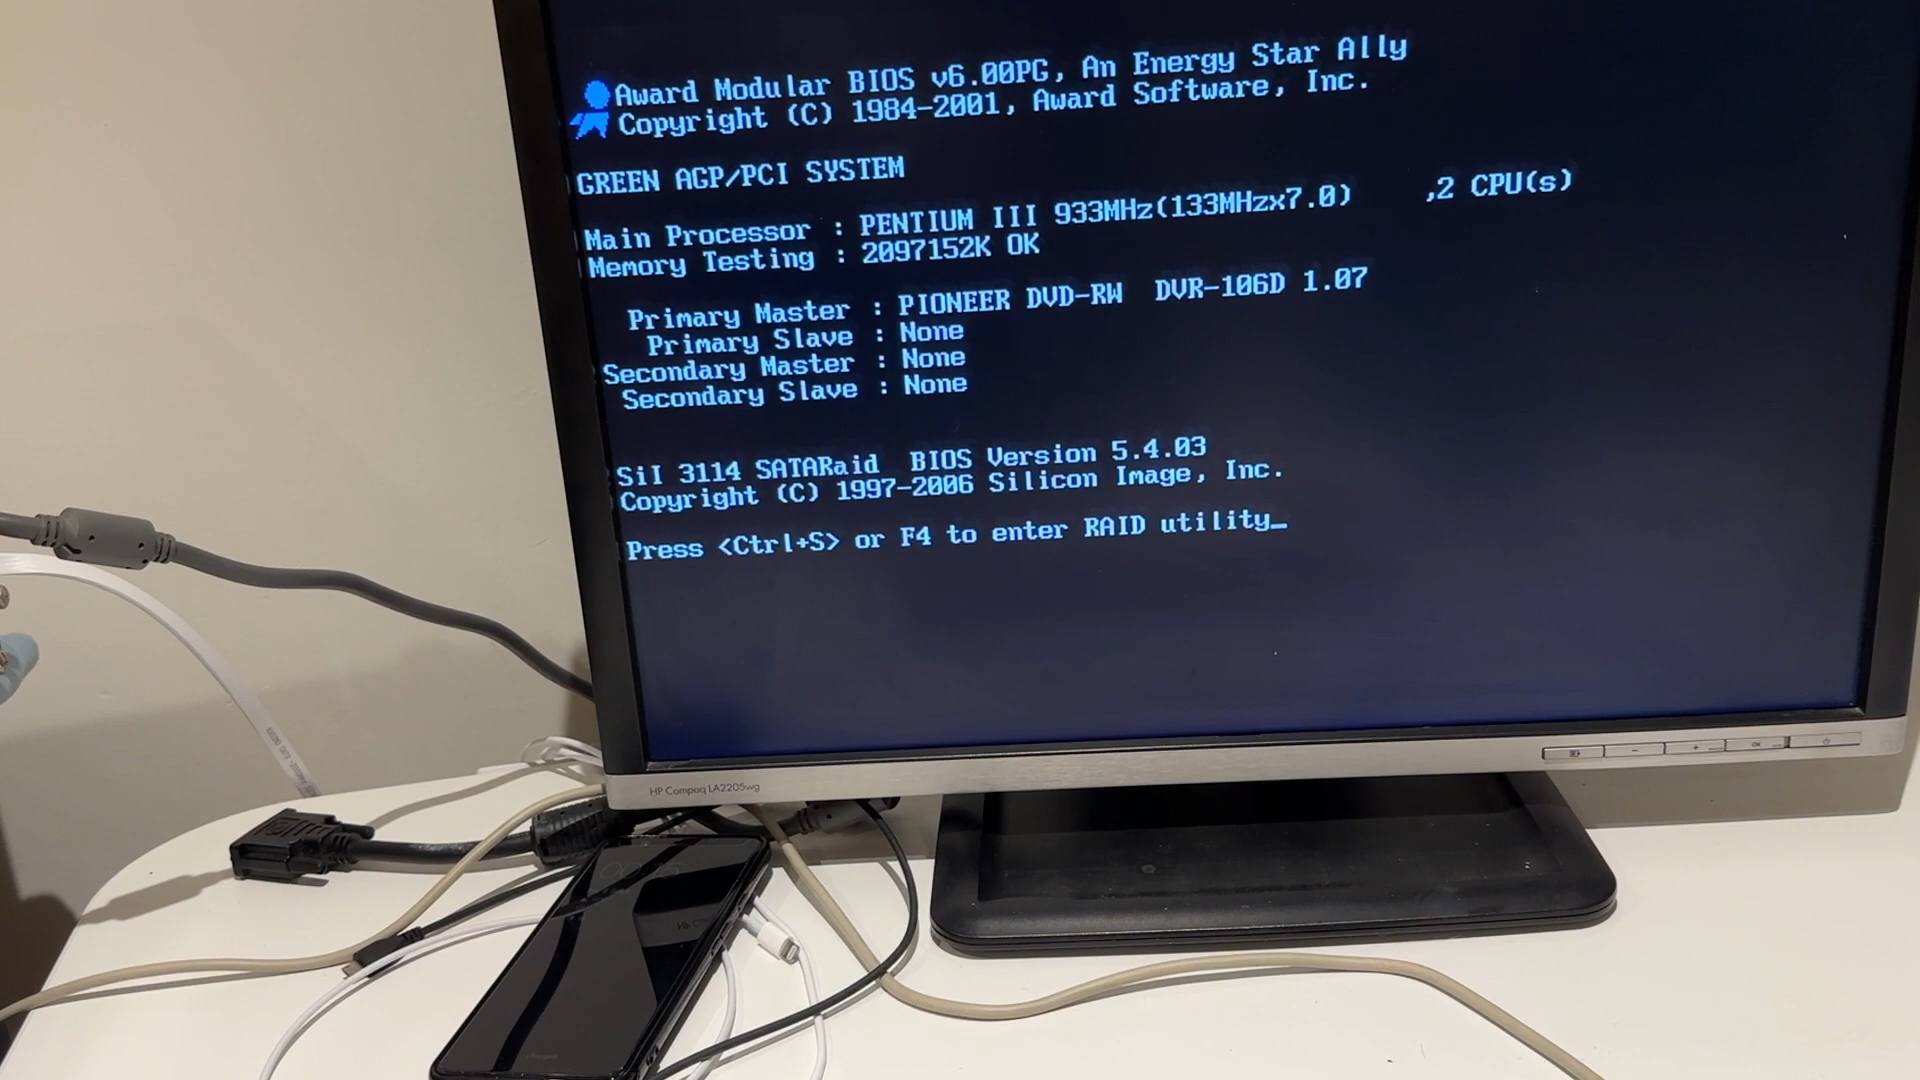 Award Modular BIOS v6.00PG, An Energy Star Ally
Copyright (C) 1984-2001, Award Software, Inc.
GREEN AGP/PCI SYSTEM
Main Processor : PENTIUM III 933MHz(133MHzx7.0) ,2 CPU(s)
Memory Testing : 2097152K OK
Primary Master : PIONEER DVD-RW DVR-106D 1.07
Primary Slave : None
Secondary Master : None
Secondary Slave : None
SiI 3114 SATARaid BIOS Version 5.4.03
Copyright (C) 1997-2006 Silicon Image, Inc.
Press <Ctrl+S> or F4 to enter RAID utility_
HP Compaq LA2205wg
OK